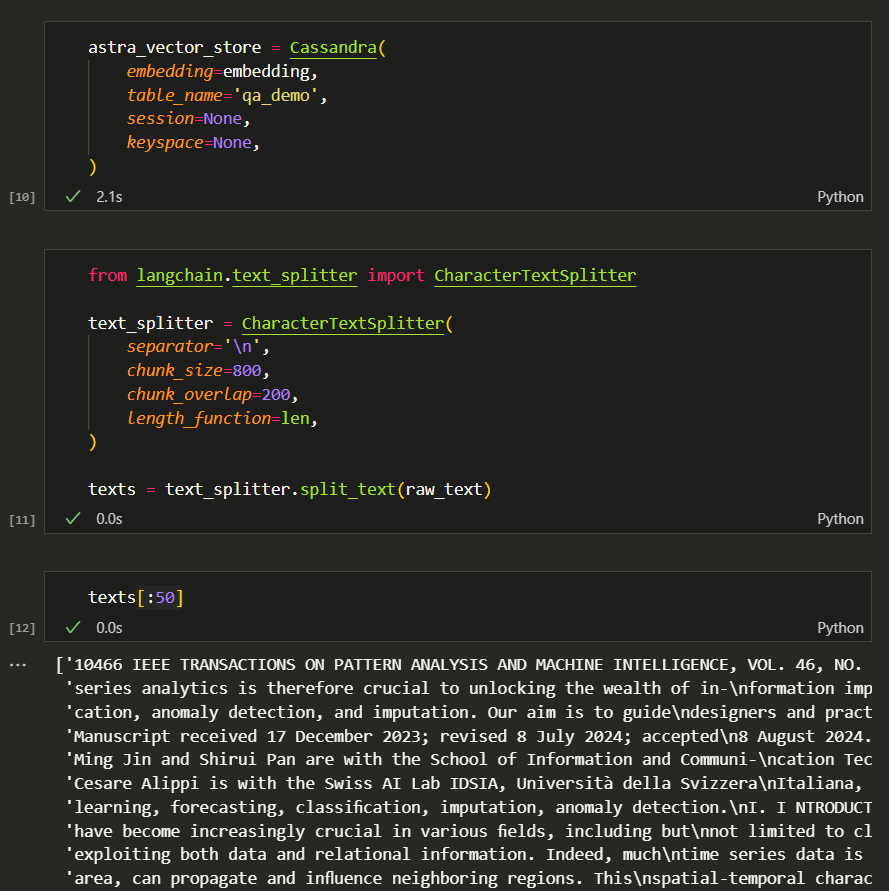 astra_vector_store = Cassandra(
embedding=embedding,
table_name='qa_demo',
session=None,
keyspace=None,
)
[10]
2.1s
Python
from langchain.text_splitter import CharacterTextSplitter
text_splitter = CharacterTextSplitter(
separator='\n',
chunk_size=800,
chunk_overlap=200,
length_function=len,
)
texts = text_splitter.split_text(raw_text)
[11]
0.0s
Python
texts[:50]
[12]
0.0s
Python
['10466 IEEE TRANSACTIONS ON PATTERN ANALYSIS AND MACHINE INTELLIGENCE, VOL. 46, NO.
'series analytics is therefore crucial to unlocking the wealth of in-\nformation imp
'cation, anomaly detection, and imputation. Our aim is to guide\ndesigners and pract
'Manuscript received 17 December 2023; revised 8 July 2024; accepted\n8 August 2024.
'Ming Jin and Shirui Pan are with the School of Information and Communi-\ncation Tec
'Cesare Alippi is with the Swiss AI Lab IDSIA, Università della Svizzera\nItaliana,
'learning, forecasting, classification, imputation, anomaly detection.\nI. I NTRODUCT
'have become increasingly crucial in various fields, including but\nnot limited to cl
'exploiting both data and relational information. Indeed, much\ntime series data is
'area, can propagate and influence neighboring regions. This\nspatial-temporal charac